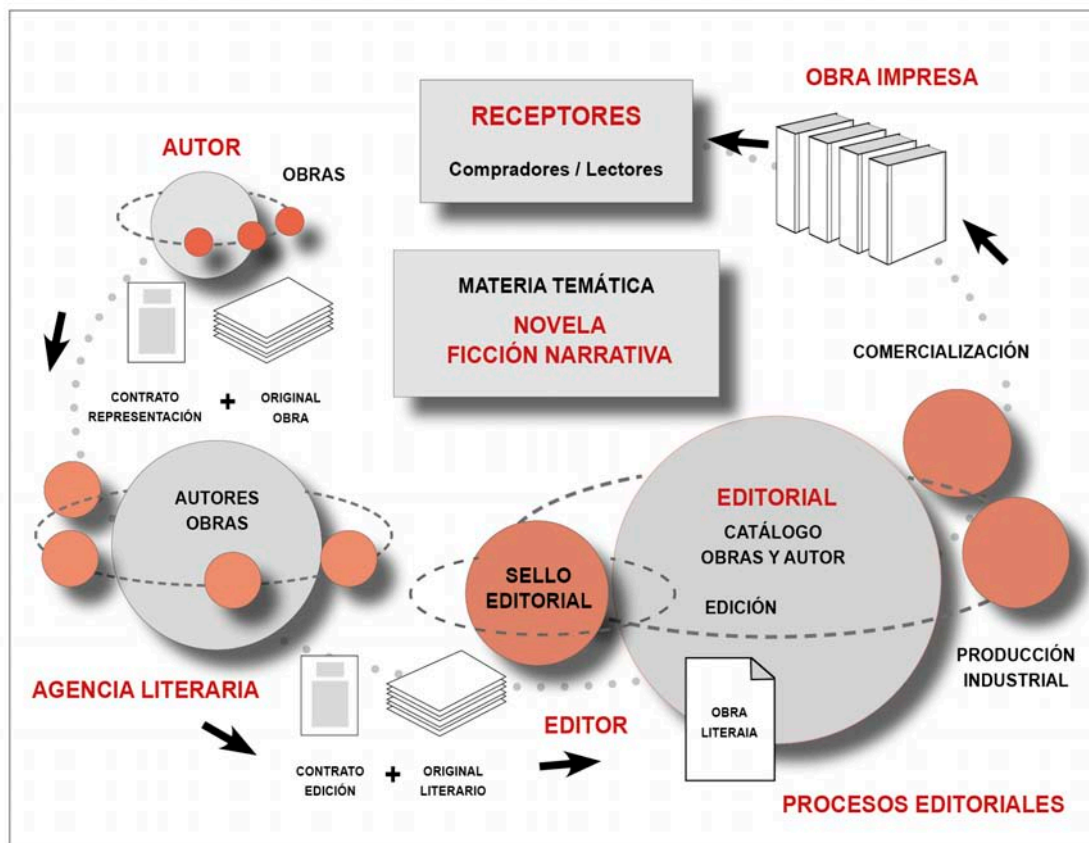 AUTOR
OBRAS
CONTRATO
REPRESENTACIÓN
+
ORIGINAL
OBRA
AUTORES
OBRAS
AGENCIA LITERARIA
CONTRATO
EDICIÓN
+
ORIGINAL
LITERARIO
EDITOR
SELLO
EDITORIAL
EDITORIAL
CATÁLOGO
OBRAS Y AUTOR
EDICIÓN
OBRA
LITERAIA
PROCESOS EDITORIALES
PRODUCCIÓN
INDUSTRIAL
COMERCIALIZACIÓN
OBRA IMPRESA
RECEPTORES
Compradores / Lectores
MATERIA TEMÁTICA
NOVELA
FICCIÓN NARRATIVA